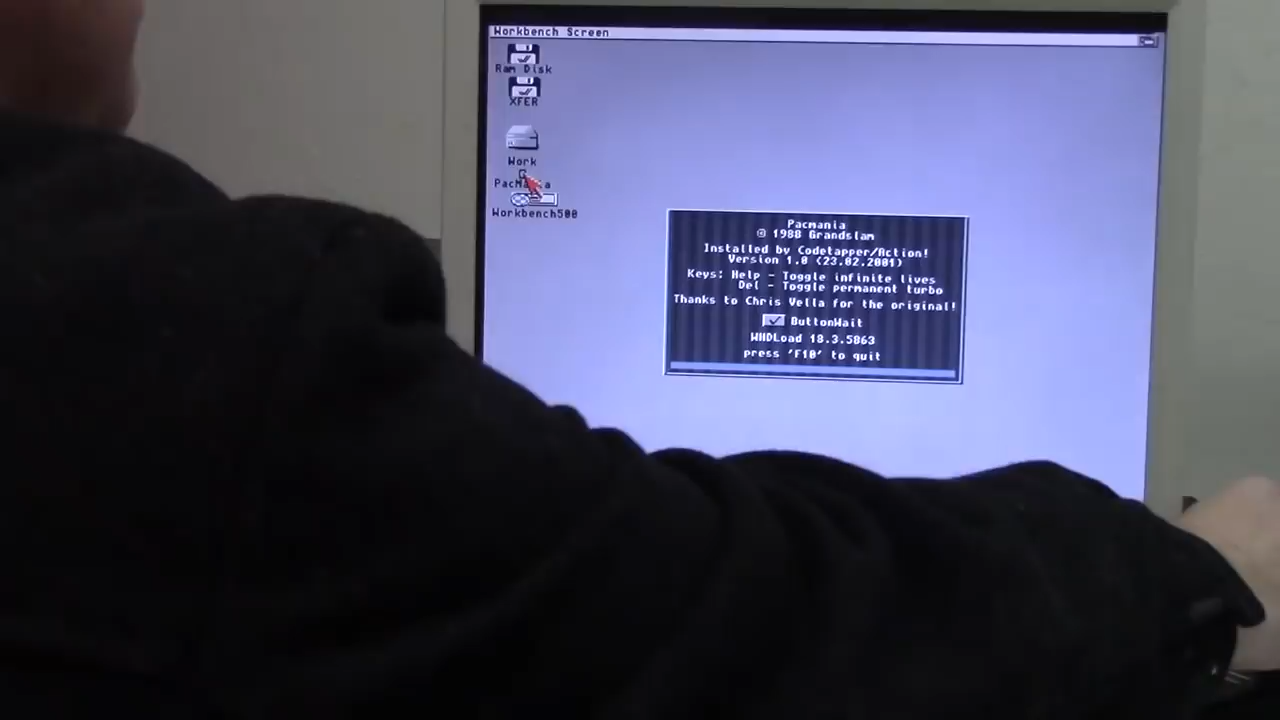 Workbench Screen
Ram Disk
XFER
Work
PacMania
Workbench500
Pacmania
© 1988 Grandslam
Installed by Codetapper/Action!
Version 1.0 (23.02.2001)
Keys: Help - Toggle infinite lives
Del - Toggle permanent turbo
Thanks to Chris Vella for the original!
ButtonWait
WHDLoad 18.3.5863
press 'F10' to quit